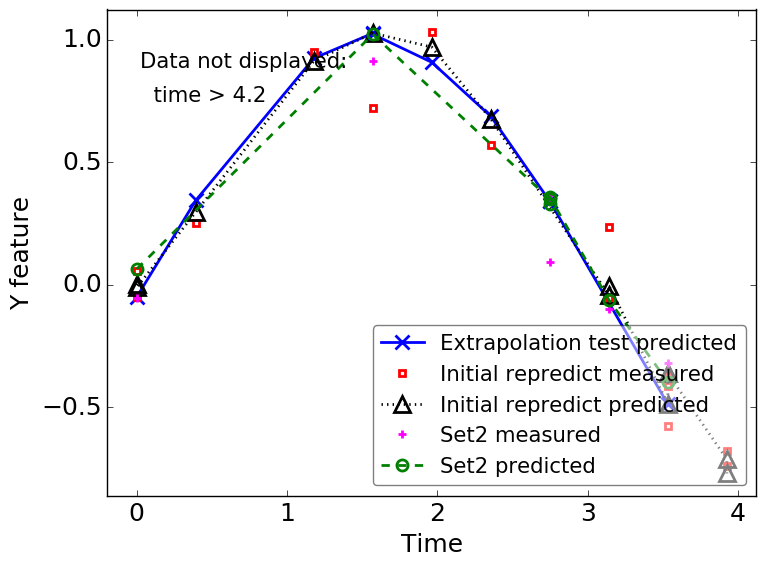 Data not displayed:
time > 4.2
1.0
0.5
0.0
−0.5
Y feature
0
1
2
3
4
Time
Extrapolation test predicted
Initial repredict measured
Initial repredict predicted
Set2 measured
Set2 predicted